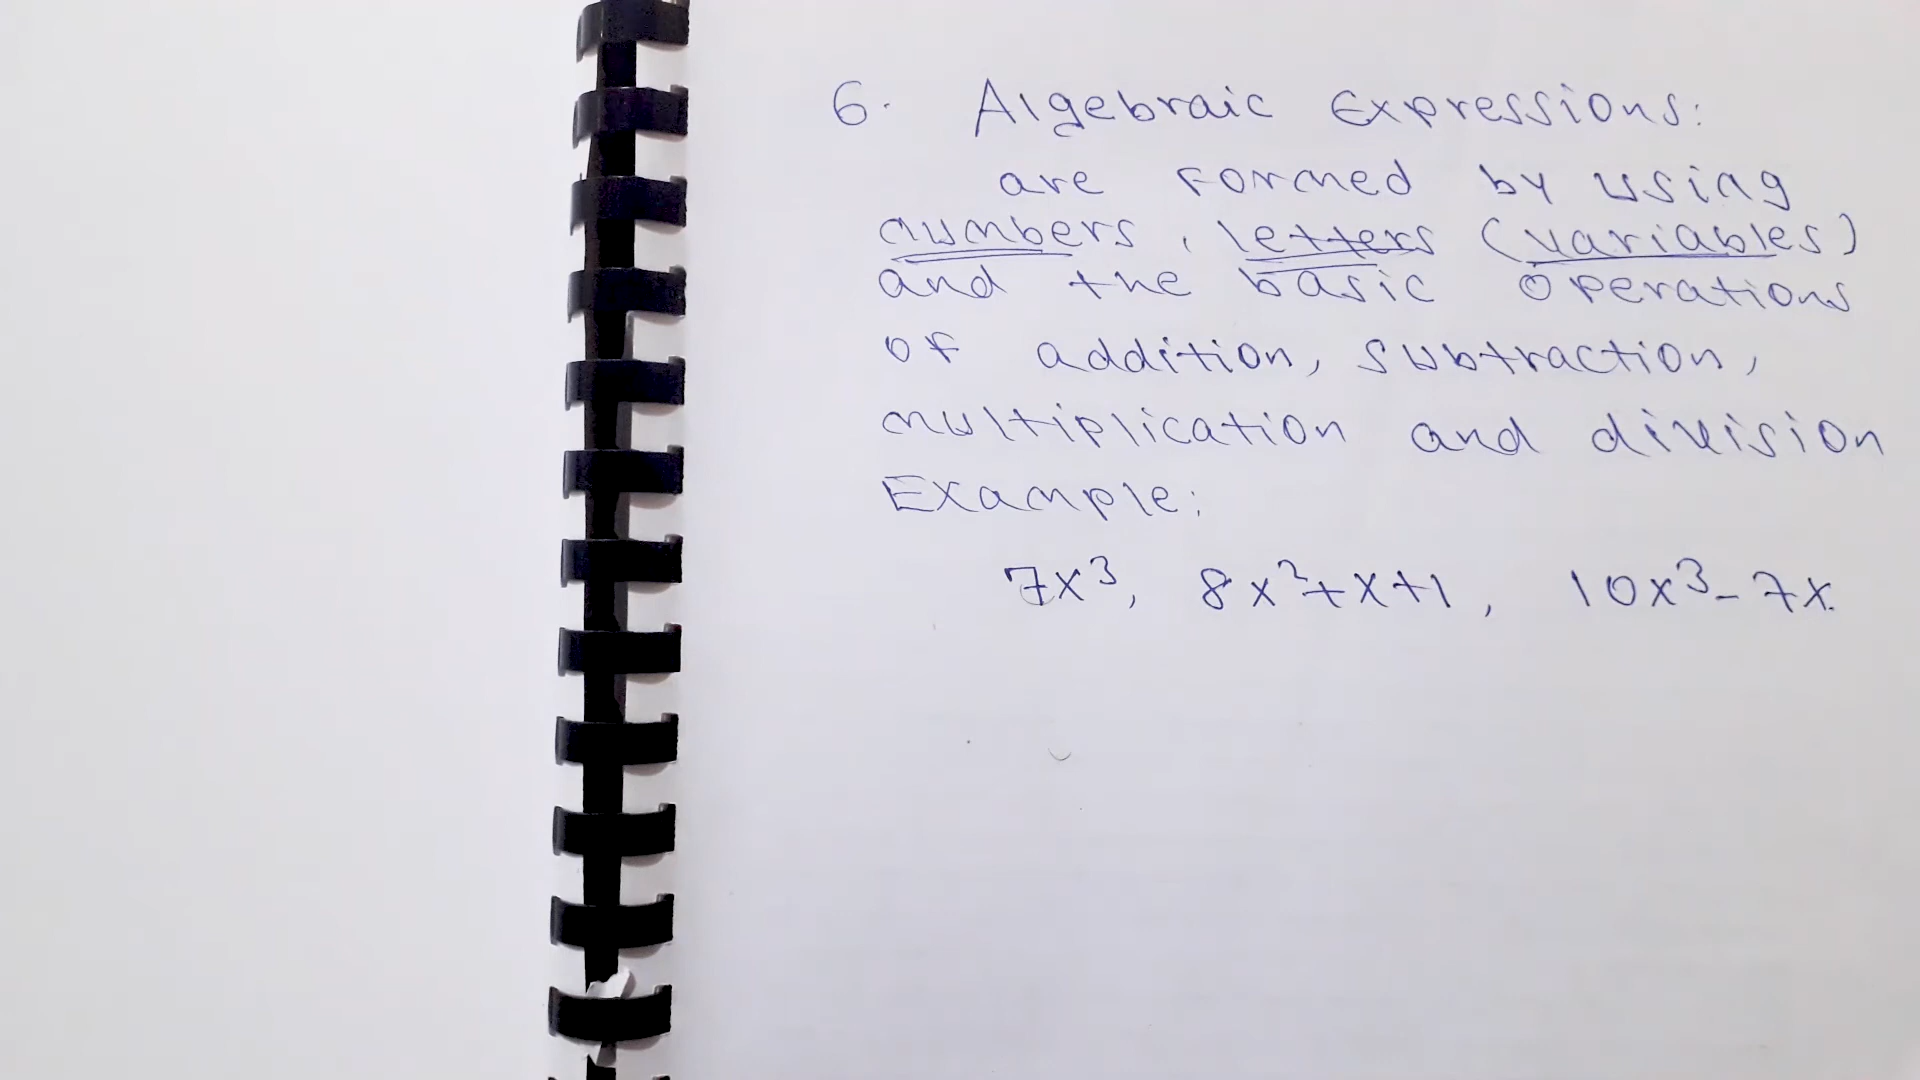 6. Algebraic Expressions:
are formed by using
numbers, letters (variables)
and the basic operations
of addition, subtraction,
multiplication and division
Example:
7x³, 8x²+x+1, 10x³-7x.